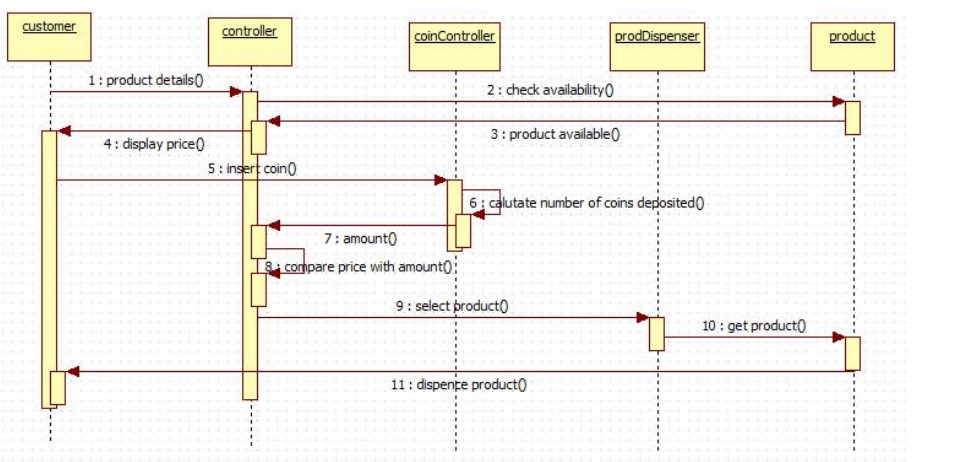 customer
controller
coinController
prodDispenser
product
1 : product details()
2 : check availability()
3 : product available()
4 : display price()
5 : insert coin()
6 : calutate number of coins deposited()
7 : amount()
8 : compare price with amount()
9 : select product()
10 : get product()
11 : dispence product()